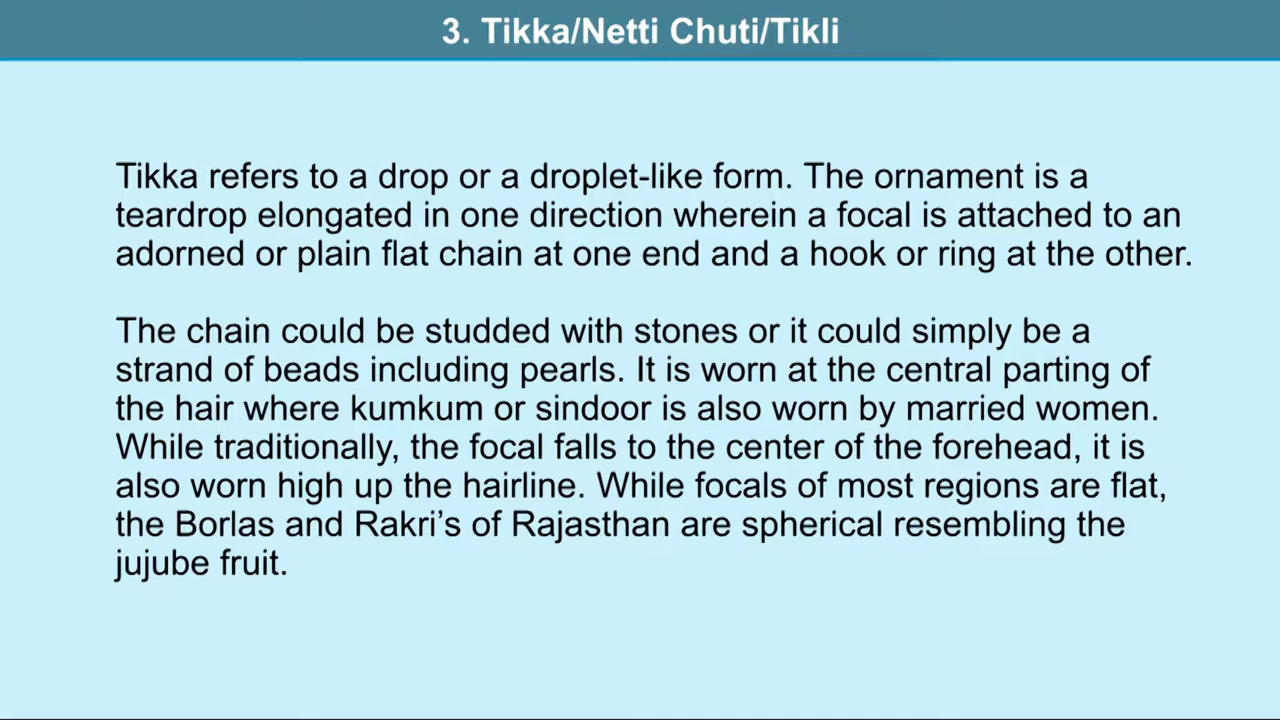 3. Tikka/Netti Chuti/Tikli
Tikka refers to a drop or a droplet-like form. The ornament is a
teardrop elongated in one direction wherein a focal is attached to an
adorned or plain flat chain at one end and a hook or ring at the other.
The chain could be studded with stones or it could simply be a
strand of beads including pearls. It is worn at the central parting of
the hair where kumkum or sindoor is also worn by married women.
While traditionally, the focal falls to the center of the forehead, it is
also worn high up the hairline. While focals of most regions are flat,
the Borlas and Rakri’s of Rajasthan are spherical resembling the
jujube fruit.